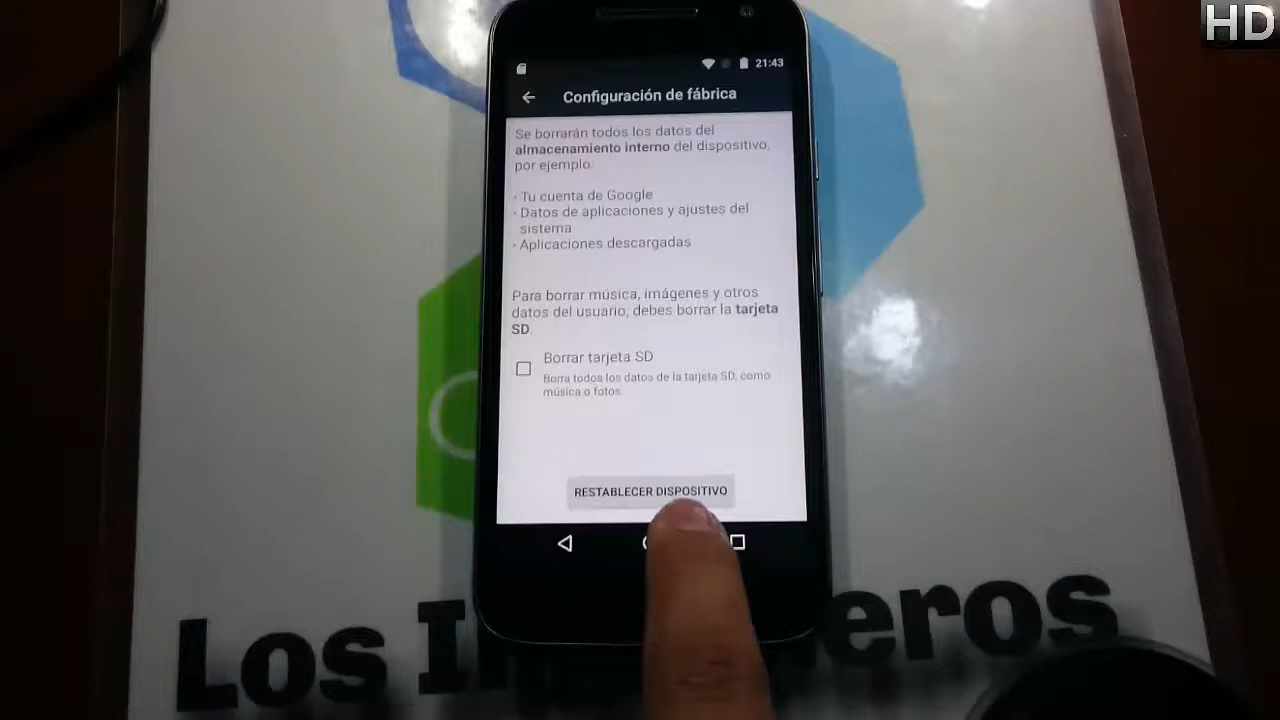 HD
21:43
Configuración de fábrica
Se borrarán todos los datos del
almacenamiento interno del dispositivo,
por ejemplo:
· Tu cuenta de Google
· Datos de aplicaciones y ajustes del
sistema
· Aplicaciones descargadas
Para borrar música, imágenes y otros
datos del usuario, debes borrar la tarjeta
SD.
Borrar tarjeta SD
Borra todos los datos de la tarjeta SD, como
música o fotos.
RESTABLECER DISPOSITIVO
Los